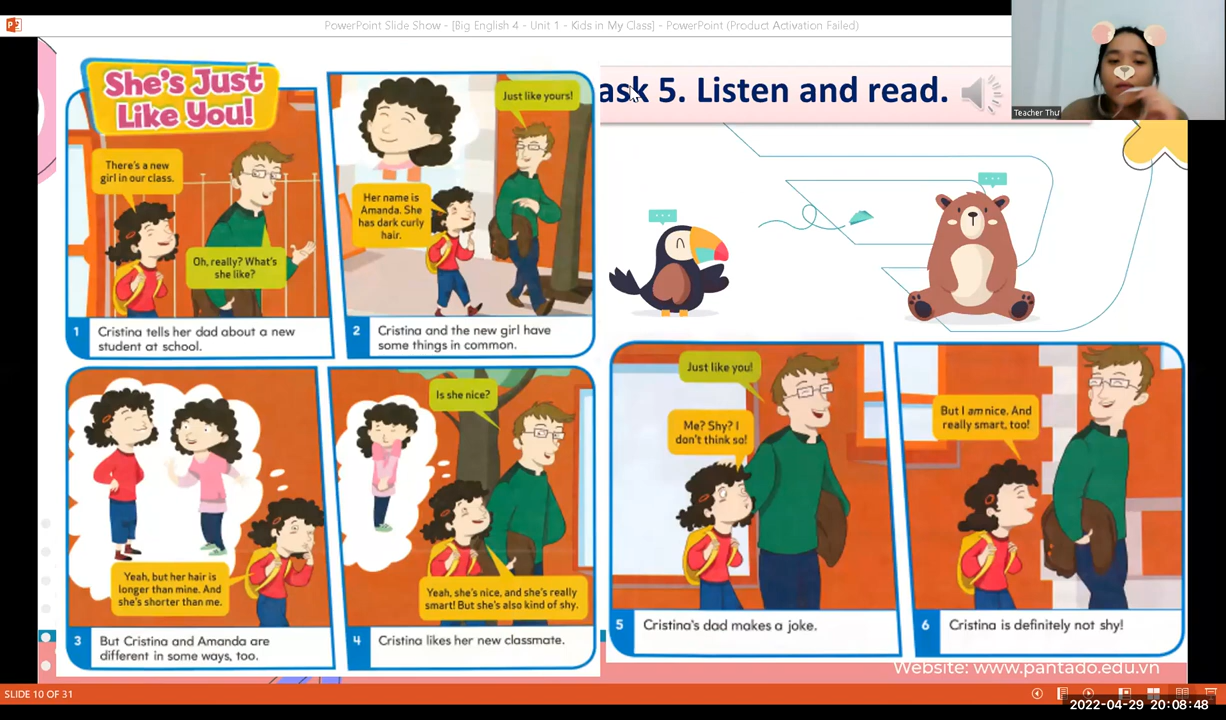 PowerPoint Slide Show - [Big English 4 - Unit 1 - Kids in My Class] - PowerPoint (Product Activation Failed)
Teacher Thư
ask 5. Listen and read.
She's Just
Like You!
There's a new
girl in our class.
Oh, really? What's
she like?
1 Cristina tells her dad about a new
student at school.
Just like yours!
Her name is
Amanda. She
has dark curly
hair.
2 Cristina and the new girl have
some things in common.
Yeah, but her hair is
longer than mine. And
she's shorter than me.
3 But Cristina and Amanda are
different in some ways, too.
Is she nice?
Yeah, she's nice, and she's really
smart! But she's also kind of shy.
4 Cristina likes her new classmate.
Just like you!
Me? Shy? I
don't think so!
5 Cristina's dad makes a joke.
But I am nice. And
really smart, too!
6 Cristina is definitely not shy!
Website: www.pantado.edu.vn
SLIDE 10 OF 31
2022-04-29 20:08:48